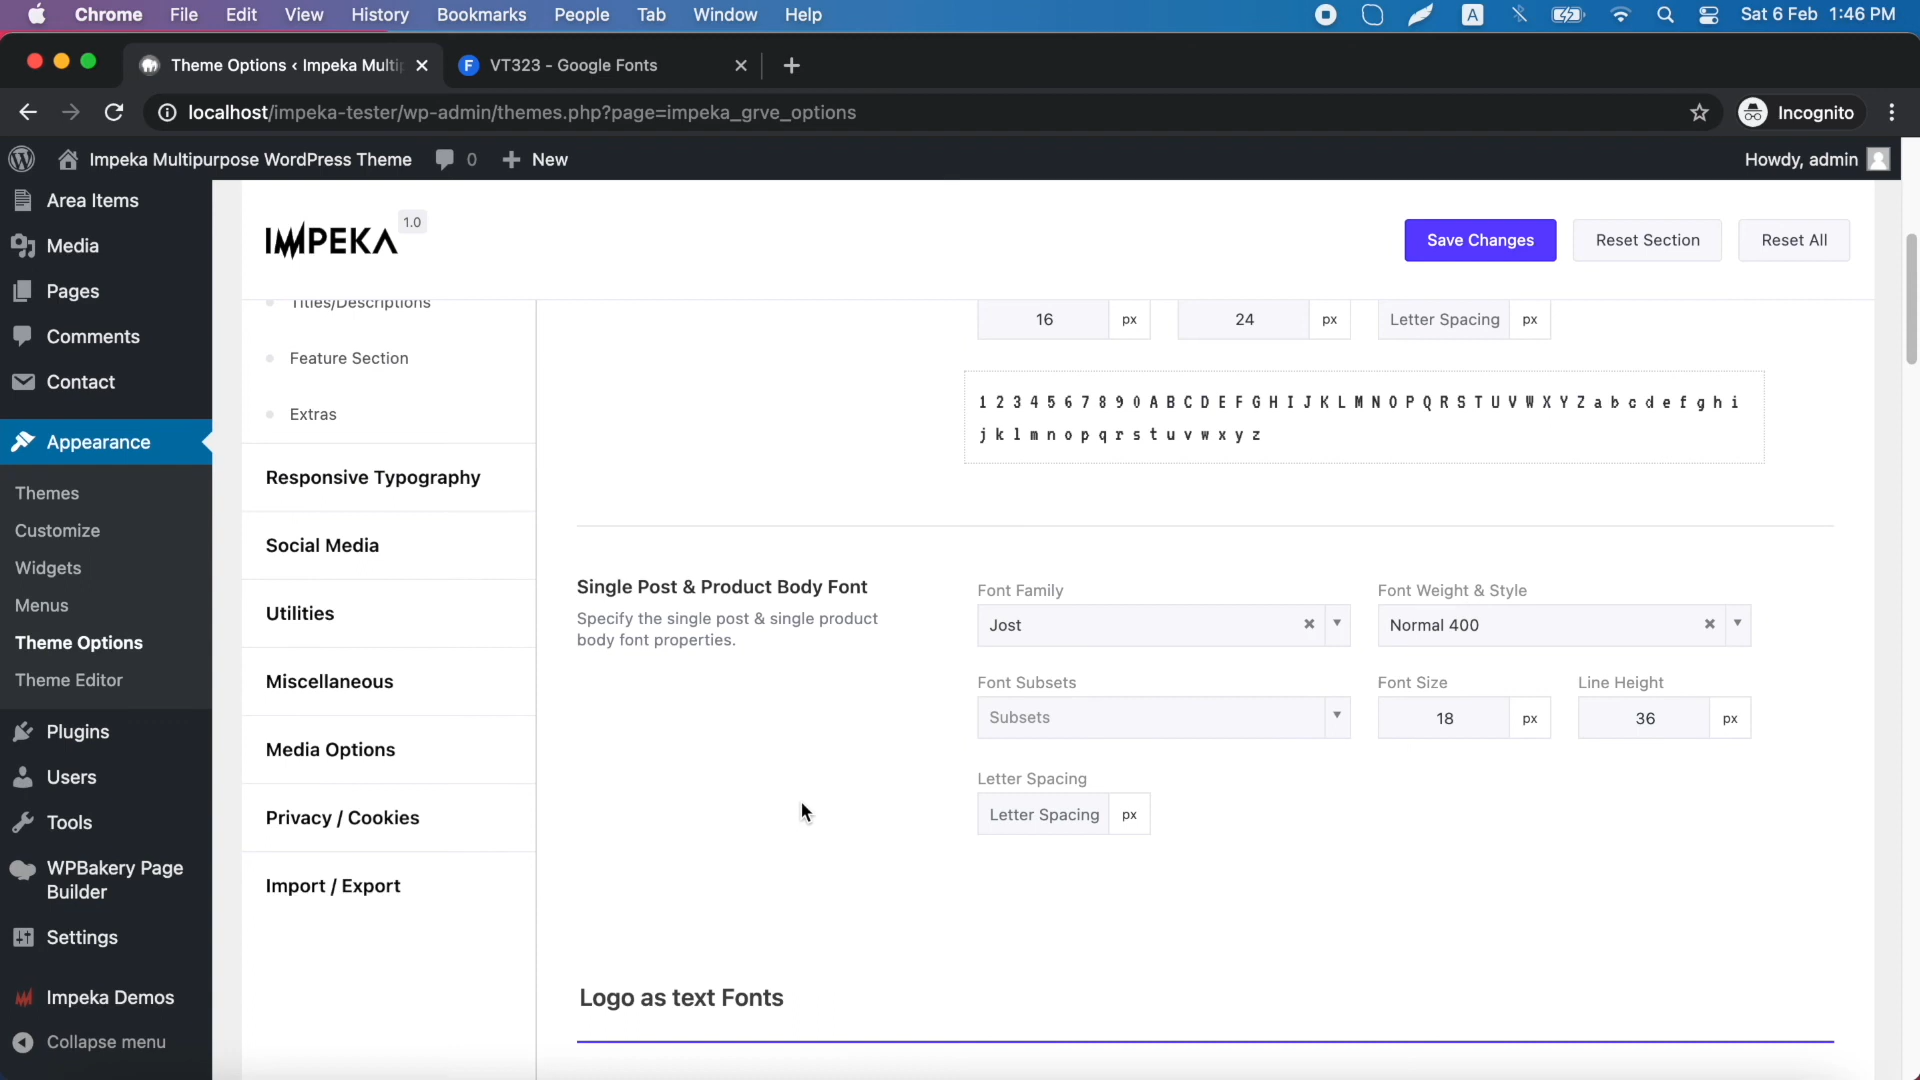 Chrome File Edit View History Bookmarks People Tab Window Help
A
Sat 6 Feb 1:46 PM
Theme Options ‹ Impeka Multi
VT323 - Google Fonts
localhost/impeka-tester/wp-admin/themes.php?page=impeka_grve_options
Incognito
Impeka Multipurpose WordPress Theme
0
New
Howdy, admin
Area Items
Media
Pages
Comments
Contact
Appearance
Themes
Customize
Widgets
Menus
Theme Options
Theme Editor
Plugins
Users
Tools
WPBakery Page
Builder
Settings
Impeka Demos
Collapse menu
IMPEKA
1.0
Save Changes
Reset Section
Reset All
Titles/Descriptions
Feature Section
Extras
Responsive Typography
Social Media
Utilities
Miscellaneous
Media Options
Privacy / Cookies
Import / Export
16 px
24 px
Letter Spacing px
1 2 3 4 5 6 7 8 9 0 A B C D E F G H I J K L M N O P Q R S T U V W X Y Z a b c d e f g h i
j k l m n o p q r s t u v w x y z
Single Post & Product Body Font
Specify the single post & single product
body font properties.
Font Family
Jost
Font Weight & Style
Normal 400
Font Subsets
Subsets
Font Size
18 px
Line Height
36 px
Letter Spacing
Letter Spacing px
Logo as text Fonts